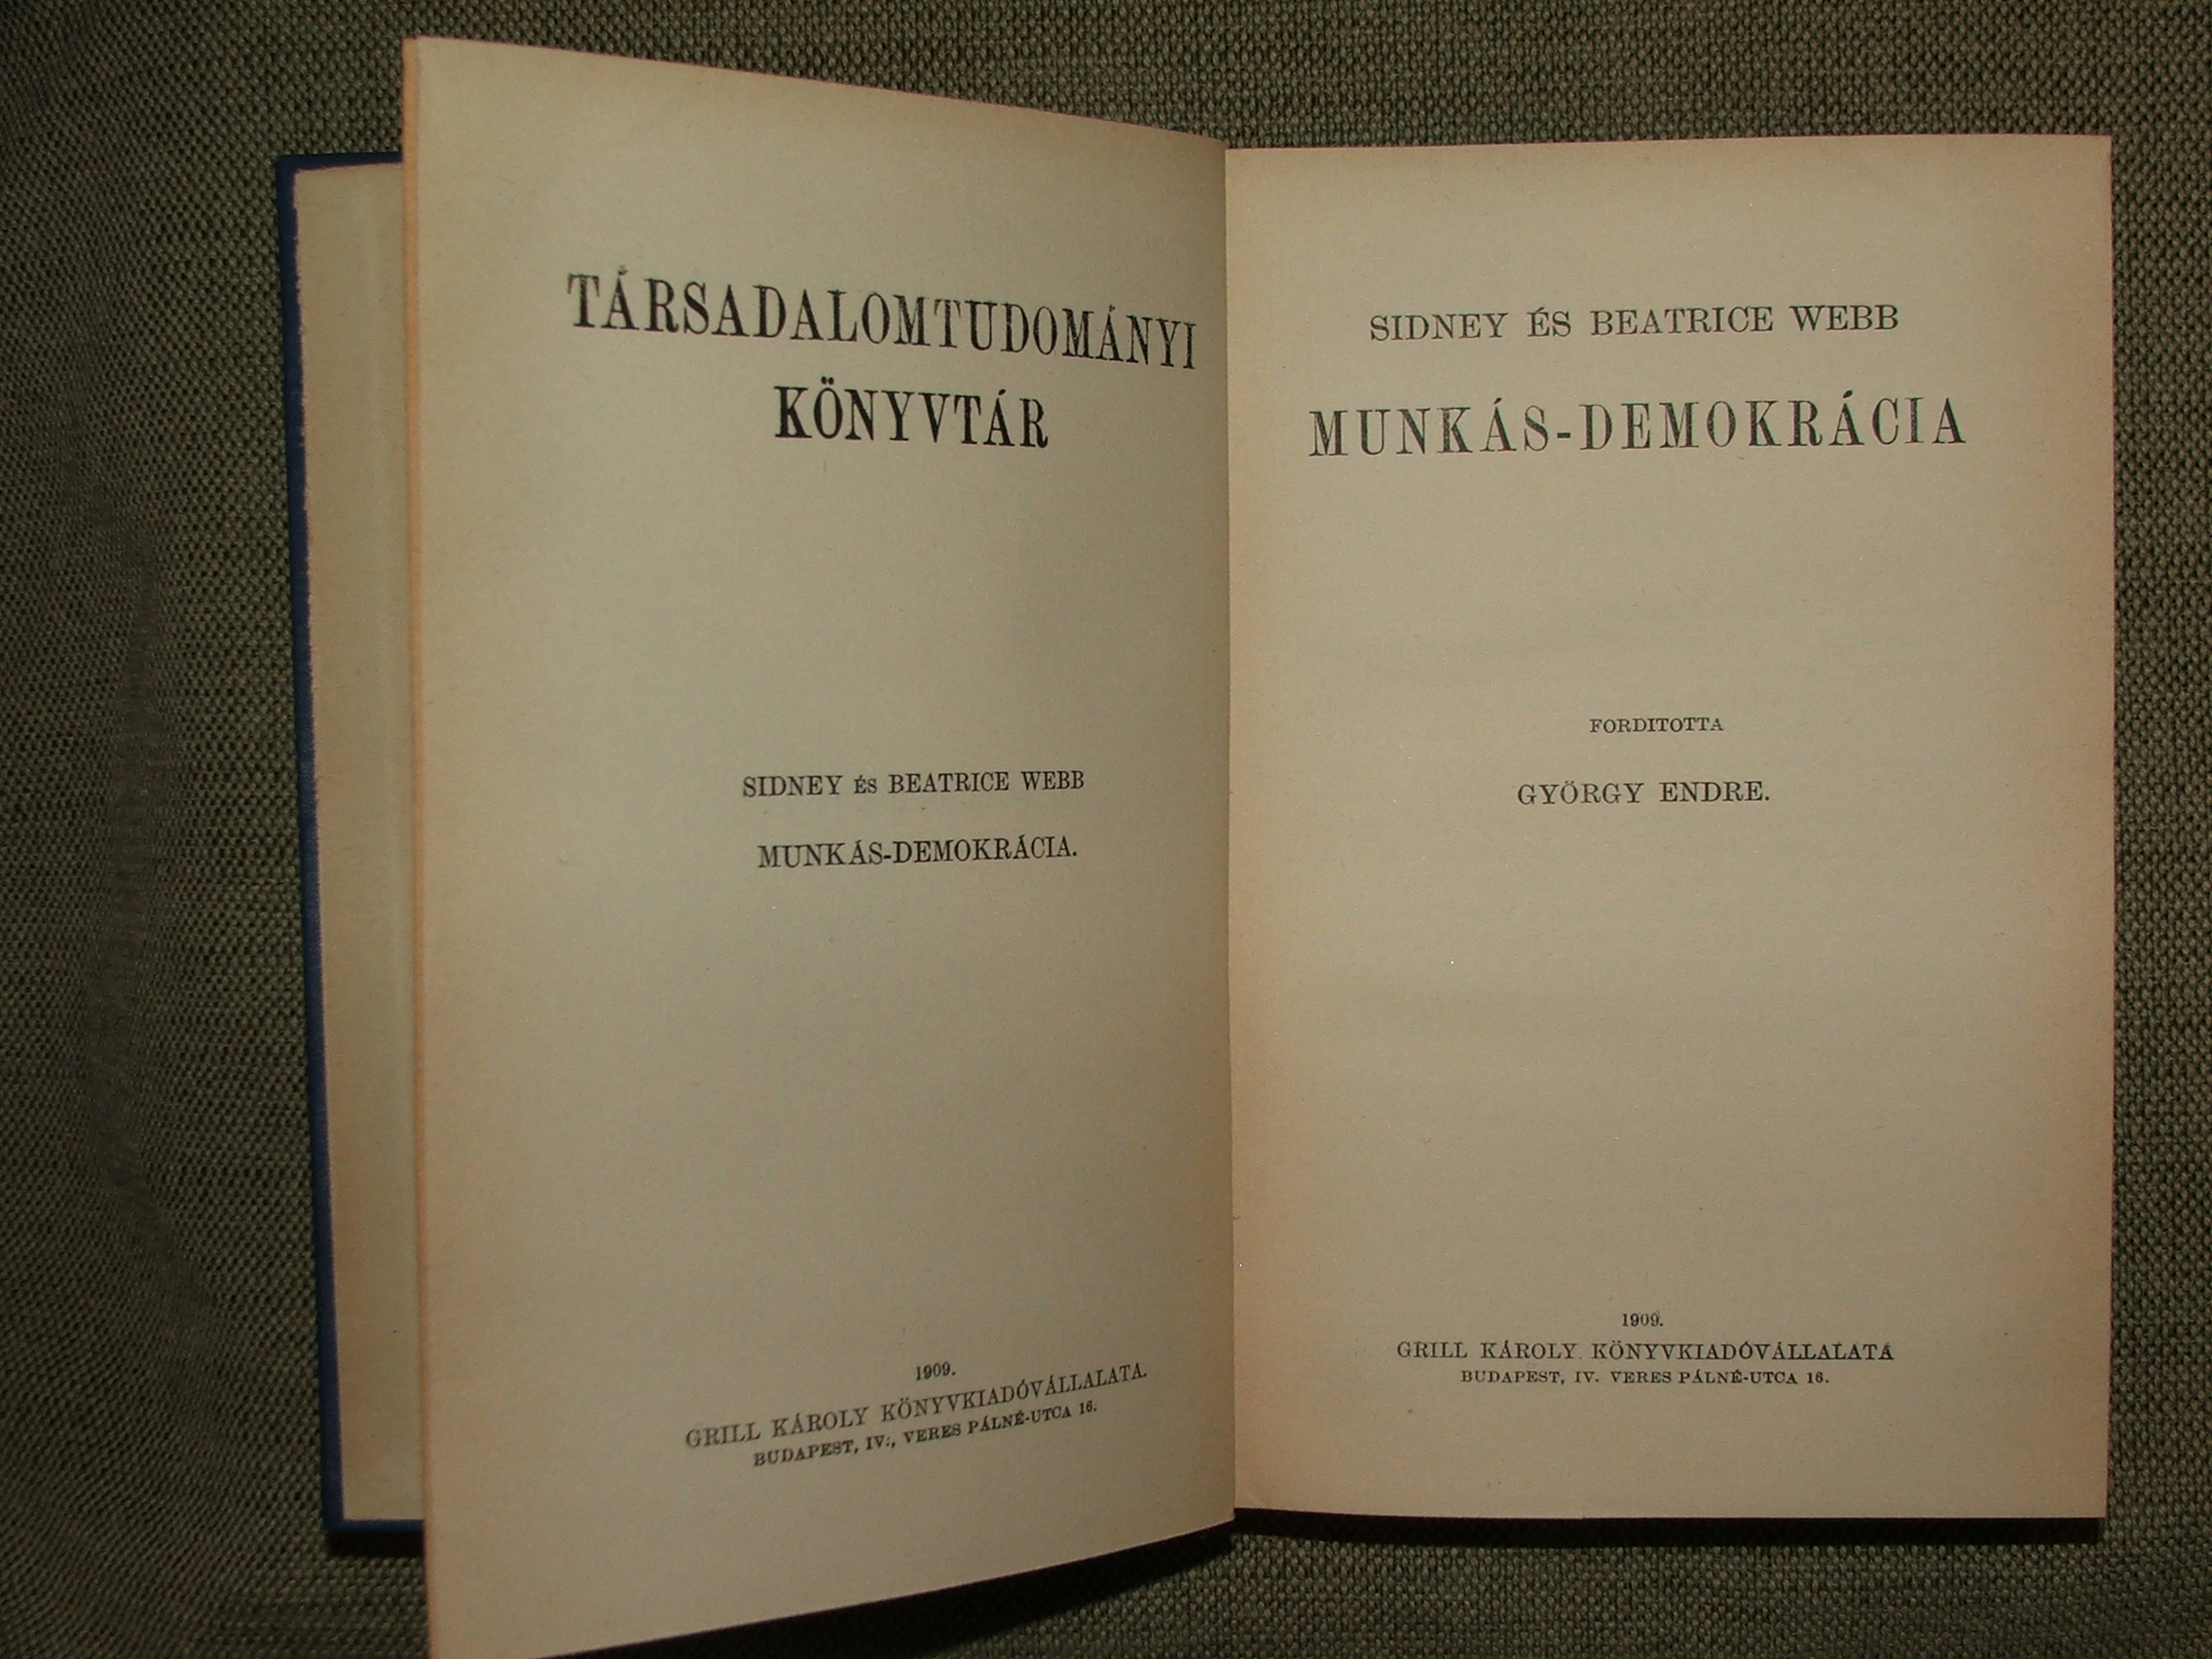 TÁRSADALOMTUDOMÁNYI
KÖNYVTÁR
SIDNEY ÉS BEATRICE WEBB
MUNKÁS-DEMOKRÁCIA.
1909.
GRILL KÁROLY KÖNYVKIADÓVÁLLALATA.
BUDAPEST, IV., VERES PÁLNÉ-UTCA 16.
SIDNEY ÉS BEATRICE WEBB
MUNKÁS-DEMOKRÁCIA
FORDITOTTA
GYÖRGY ENDRE.
1909.
GRILL KÁROLY KÖNYVKIADÓVÁLLALATA
BUDAPEST, IV. VERES PÁLNÉ-UTCA 16.